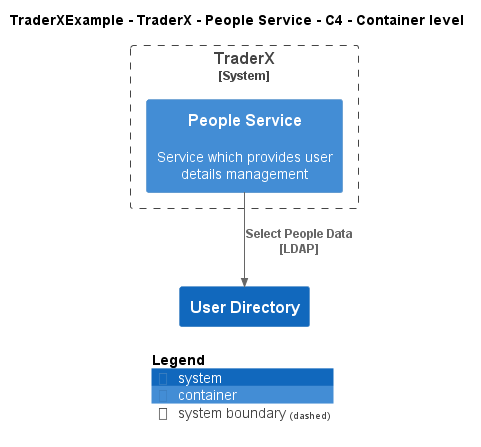 TraderXExample - TraderX - People Service - C4 - Container level
TraderX
[System]
People Service
Service which provides user
details management
Select People Data
[LDAP]
User Directory
Legend
system
container
system boundary (dashed)